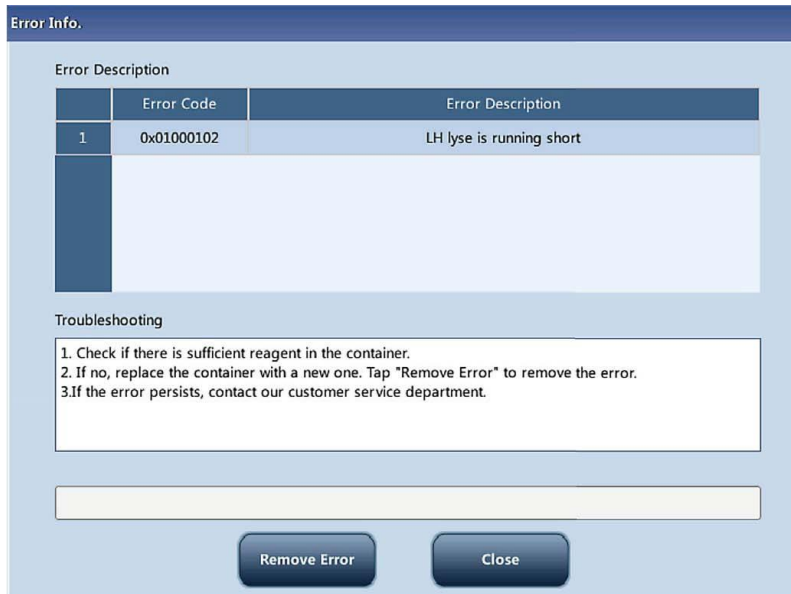 Error Info.
Error Description
Error Code Error Description
1 0x01000102 LH lyse is running short
Troubleshooting
1. Check if there is sufficient reagent in the container.
2. If no, replace the container with a new one. Tap "Remove Error" to remove the error.
3.If the error persists, contact our customer service department.
Remove Error Close